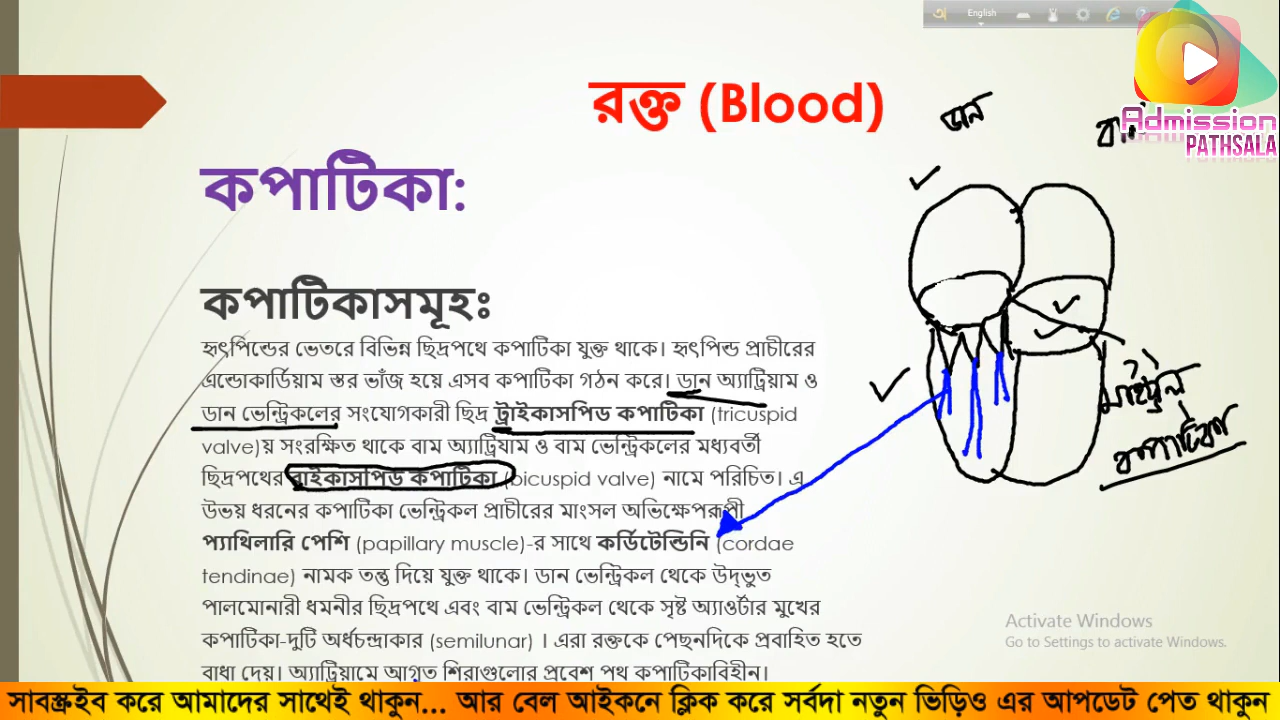 English
রক্ত (Blood)
ডান
Admission
PATHSALA
কপাটিকা:
কপাটিকাসমূহঃ
হৃৎপিন্ডের ভেতরে বিভিন্ন ছিদ্রপথে কপাটিকা যুক্ত থাকে। হৃৎপিন্ড প্রাচীরের
এন্ডোকার্ডিয়াম স্তর ভাঁজ হয়ে এসব কপাটিকা গঠন করে। ডান অ্যাট্রিয়াম ও
ডান ভেন্ট্রিকলের সংযোগকারী ছিদ্র ট্রাইকাসপিড কপাটিকা (tricuspid
valve)য় সংরক্ষিত থাকে বাম অ্যাট্রিয়াম ও বাম ভেন্ট্রিকলের মধ্যবর্তী
ছিদ্রপথের বাইকাসপিড কপাটিকা (bicuspid valve) নামে পরিচিত। এ
উভয় ধরনের কপাটিকা ভেন্ট্রিকল প্রাচীরের মাংসল অভিক্ষেপরূপী
প্যাথিলারি পেশি (papillary muscle)-র সাথে কর্ডিটেন্ডিনি (cordae
tendinae) নামক তন্তু দিয়ে যুক্ত থাকে। ডান ভেন্ট্রিকল থেকে উদ্ভুত
পালমোনারী ধমনীর ছিদ্রপথে এবং বাম ভেন্ট্রিকল থেকে সৃষ্ট অ্যাওর্টার মুখের
কপাটিকা-দুটি অর্ধচন্দ্রাকার (semilunar) । এরা রক্তকে পেছনদিকে প্রবাহিত হতে
বাধা দেয়। অ্যাট্রিয়ামে আগত শিরাগুলোর প্রবেশ পথ কপাটিকাবিহীন।
মাইট্রাল
কপাটিকা
Activate Windows
Go to Settings to activate Windows.
সাবস্ক্রইব করে আমাদের সাথেই থাকুন... আর বেল আইকনে ক্লিক করে সর্বদা নতুন ভিড়িও এর আপডেট পেত থাকুন